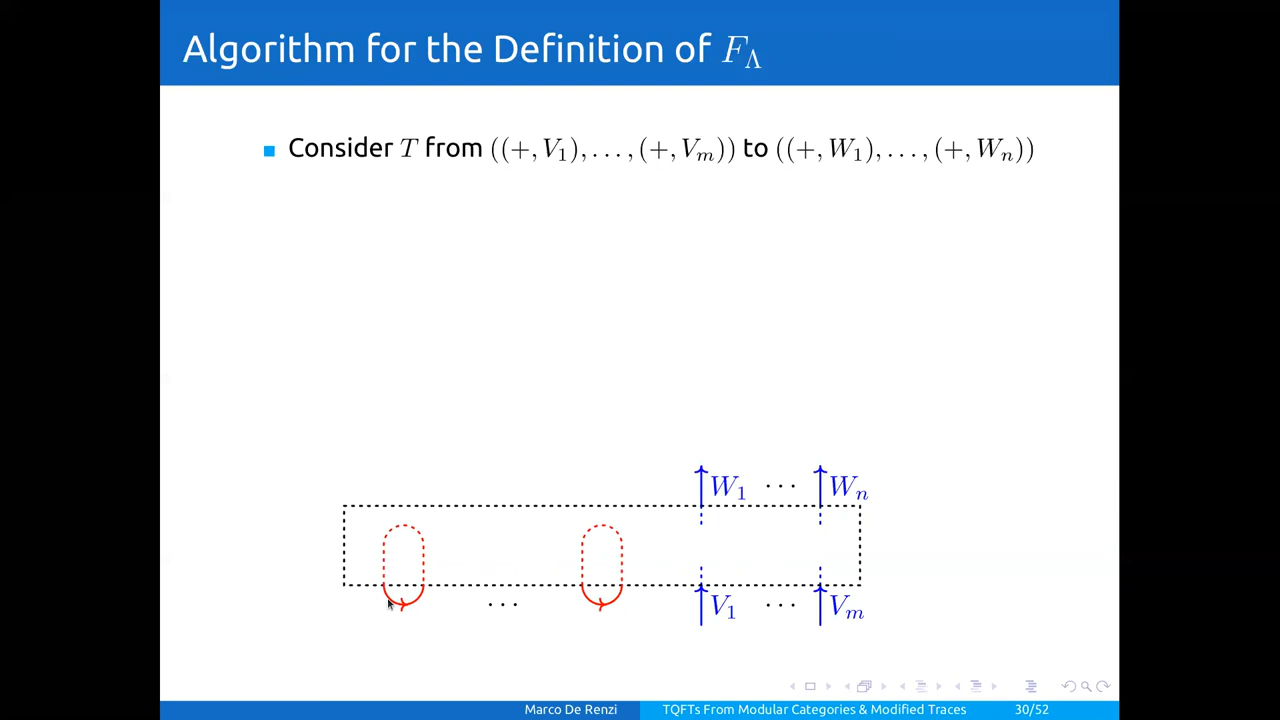 Algorithm for the Definition of F_Λ
Consider T from ((+, V_1), . . . , (+, V_m)) to ((+, W_1), . . . , (+, W_n))
W_1 · · · W_n
· · · V_1 · · · V_m
Marco De Renzi TQFTs From Modular Categories & Modified Traces 30/52